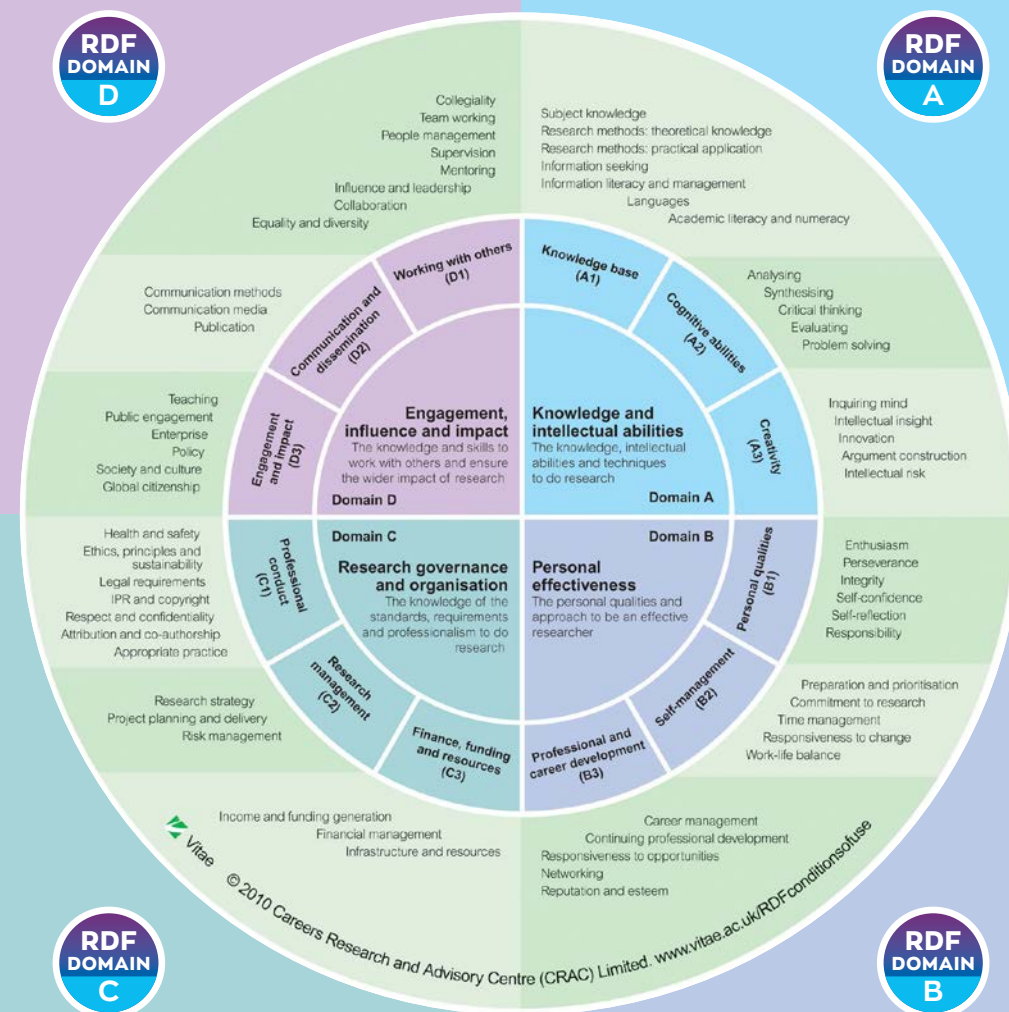 RDF
DOMAIN
D
RDF
DOMAIN
A
Collegiality
Team working
People management
Supervision
Mentoring
Influence and leadership
Collaboration
Equality and diversity
Subject knowledge
Research methods: theoretical knowledge
Research methods: practical application
Information seeking
Information literacy and management
Languages
Academic literacy and numeracy
Communication methods
Communication media
Publication
Analysing
Synthesising
Critical thinking
Evaluating
Problem solving
Teaching
Public engagement
Enterprise
Policy
Society and culture
Global citizenship
Inquiring mind
Intellectual insight
Innovation
Argument construction
Intellectual risk
Working with others
(D1)
Communication and
dissemination
(D2)
Engagement
and impact
(D3)
Knowledge base
(A1)
Cognitive abilities
(A2)
Creativity
(A3)
Engagement,
influence and impact
The knowledge and skills to
work with others and ensure
the wider impact of research
Domain D
Knowledge and
intellectual abilities
The knowledge, intellectual
abilities and techniques
to do research
Domain A
Domain C
Research governance
and organisation
The knowledge of the
standards, requirements
and professionalism to do
research
Domain B
Personal
effectiveness
The personal qualities and
approach to be an effective
researcher
Professional
conduct
(C1)
Research
management
(C2)
Finance, funding
and resources
(C3)
Personal qualities
(B1)
Self-management
(B2)
Professional and
career development
(B3)
Health and safety
Ethics, principles and
sustainability
Legal requirements
IPR and copyright
Respect and confidentiality
Attribution and co-authorship
Appropriate practice
Enthusiasm
Perseverance
Integrity
Self-confidence
Self-reflection
Responsibility
Research strategy
Project planning and delivery
Risk management
Preparation and prioritisation
Commitment to research
Time management
Responsiveness to change
Work-life balance
Income and funding generation
Financial management
Infrastructure and resources
Career management
Continuing professional development
Responsiveness to opportunities
Networking
Reputation and esteem
Vitae © 2010 Careers Research and Advisory Centre (CRAC) Limited. www.vitae.ac.uk/RDFconditionsofuse
RDF
DOMAIN
C
RDF
DOMAIN
B